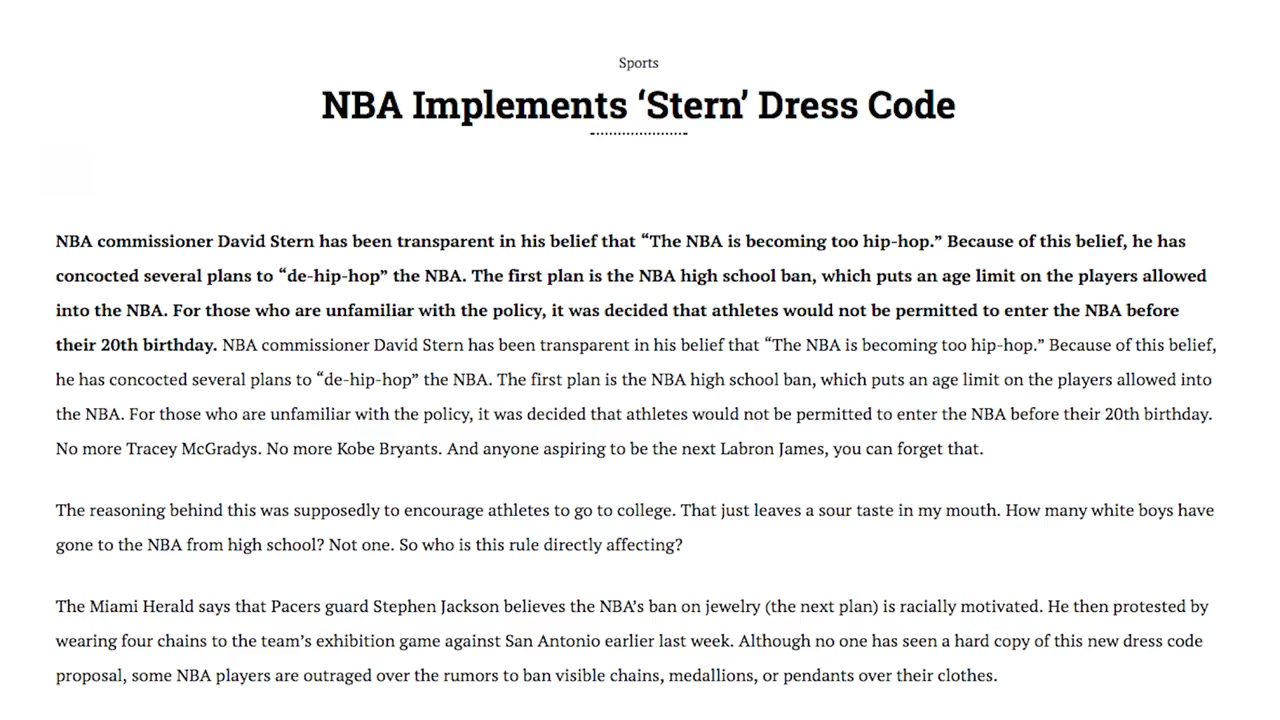 Sports
NBA Implements ‘Stern’ Dress Code
NBA commissioner David Stern has been transparent in his belief that “The NBA is becoming too hip-hop.” Because of this belief, he has
concocted several plans to “de-hip-hop” the NBA. The first plan is the NBA high school ban, which puts an age limit on the players allowed
into the NBA. For those who are unfamiliar with the policy, it was decided that athletes would not be permitted to enter the NBA before
their 20th birthday. NBA commissioner David Stern has been transparent in his belief that “The NBA is becoming too hip-hop.” Because of this belief,
he has concocted several plans to “de-hip-hop” the NBA. The first plan is the NBA high school ban, which puts an age limit on the players allowed into
the NBA. For those who are unfamiliar with the policy, it was decided that athletes would not be permitted to enter the NBA before their 20th birthday.
No more Tracey McGradys. No more Kobe Bryants. And anyone aspiring to be the next Labron James, you can forget that.
The reasoning behind this was supposedly to encourage athletes to go to college. That just leaves a sour taste in my mouth. How many white boys have
gone to the NBA from high school? Not one. So who is this rule directly affecting?
The Miami Herald says that Pacers guard Stephen Jackson believes the NBA’s ban on jewelry (the next plan) is racially motivated. He then protested by
wearing four chains to the team’s exhibition game against San Antonio earlier last week. Although no one has seen a hard copy of this new dress code
proposal, some NBA players are outraged over the rumors to ban visible chains, medallions, or pendants over their clothes.